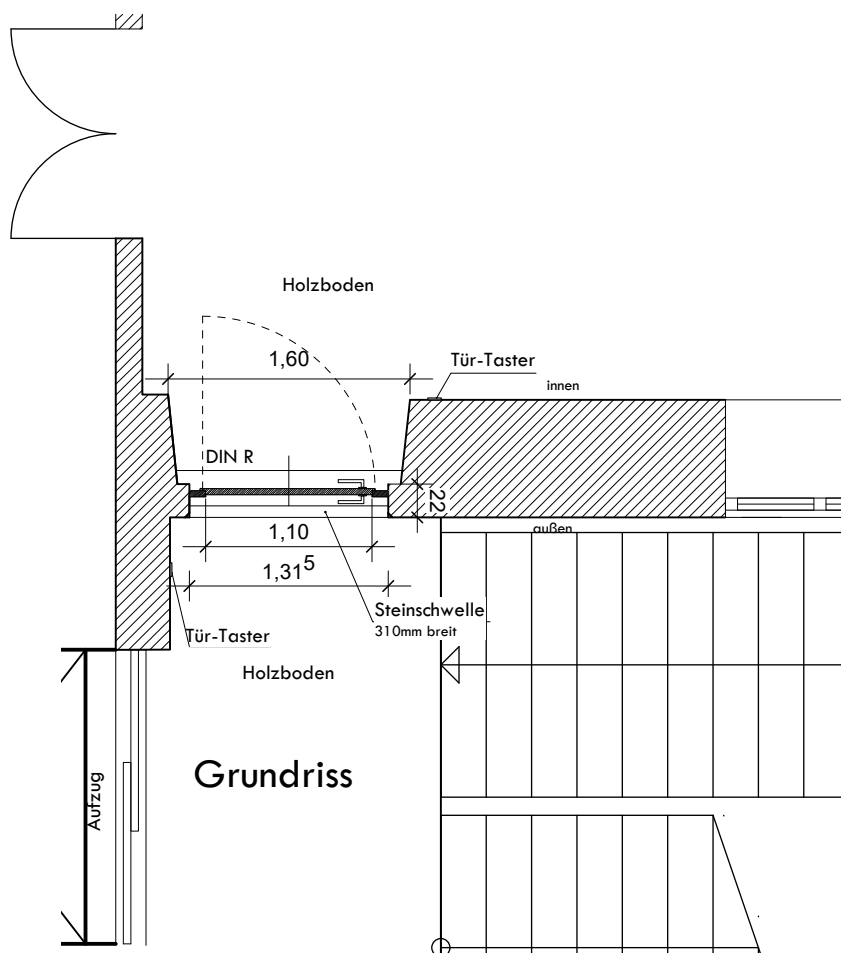 Holzboden
1,60
Tür-Taster
innen
DIN R
22
außen
1,10
1,31⁵
Steinschwelle
310mm breit
Tür-Taster
Holzboden
Grundriss
Aufzug